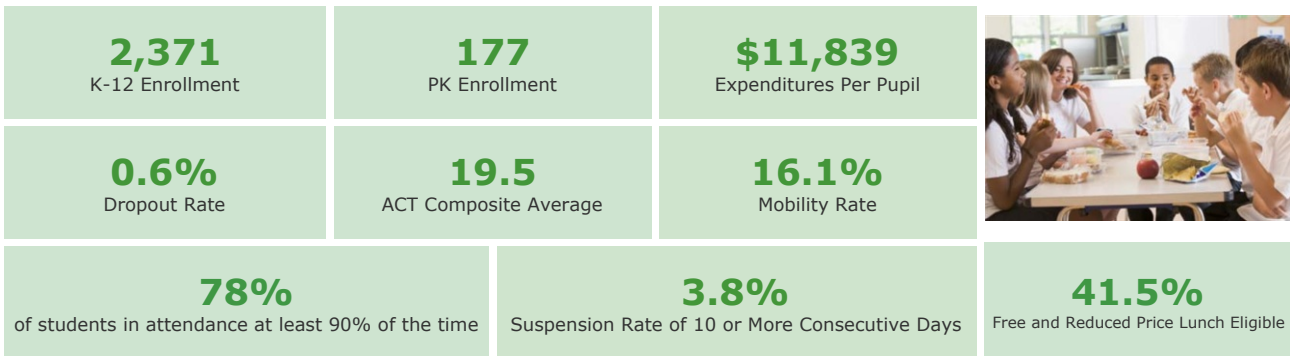 2,371
K-12 Enrollment
177
PK Enrollment
$11,839
Expenditures Per Pupil
0.6%
Dropout Rate
19.5
ACT Composite Average
16.1%
Mobility Rate
78%
of students in attendance at least 90% of the time
3.8%
Suspension Rate of 10 or More Consecutive Days
41.5%
Free and Reduced Price Lunch Eligible